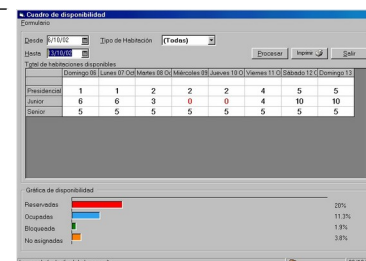 Cuadro de disponibilidad
Formulario
Desde 6/10/02 Tipo de Habitación (Todas)
Hasta 13/10/02 Procesar Imprimir Salir
Total de habitaciones disponibles
Domingo 06 Lunes 07 Oct Martes 08 Oc Miércoles 09 Jueves 10 O Viernes 11 O Sábado 12 O Domingo 13
Presidencial 1 1 2 2 2 4 5 5
Junior 6 6 3 0 0 4 10 10
Senior 5 5 5 5 5 5 5 5
Gráfica de disponibilidad
Reservadas 20%
Ocupadas 11.3%
Bloqueada 1.9%
No asignadas 3.8%